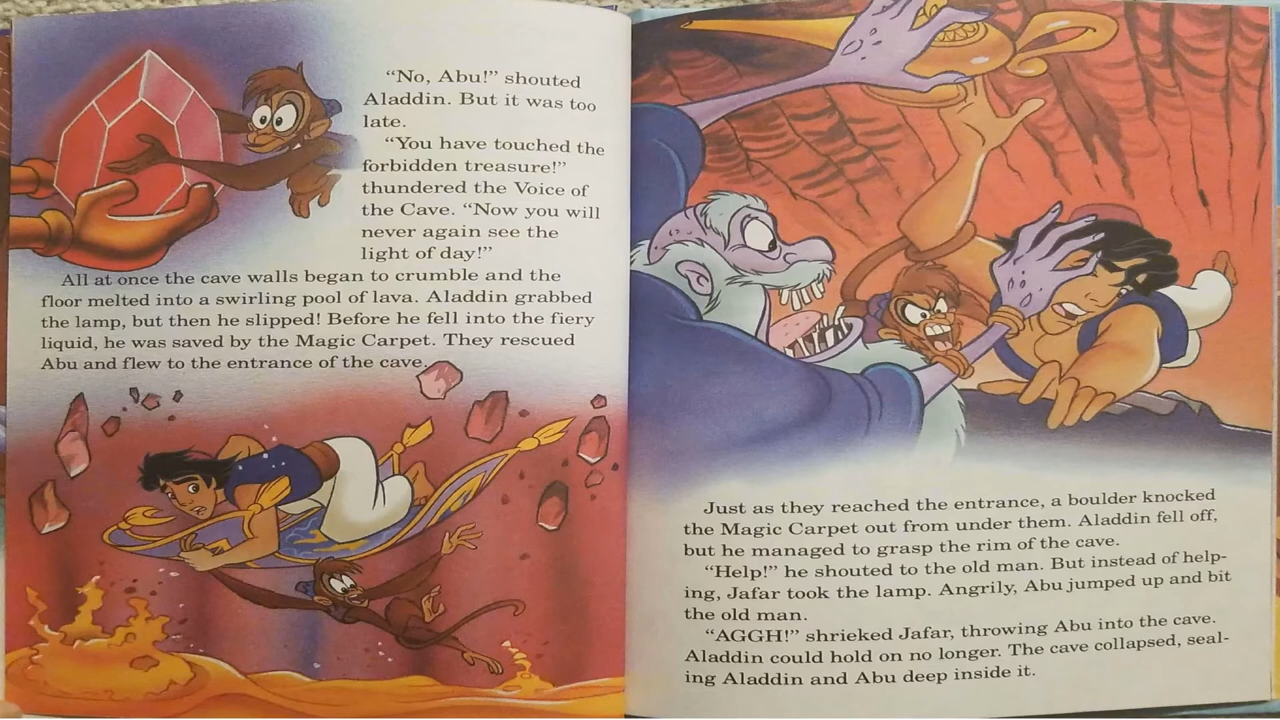 “No, Abu!” shouted
Aladdin. But it was too
late.
“You have touched the
forbidden treasure!”
thundered the Voice of
the Cave. “Now you will
never again see the
light of day!”
All at once the cave walls began to crumble and the
floor melted into a swirling pool of lava. Aladdin grabbed
the lamp, but then he slipped! Before he fell into the fiery
liquid, he was saved by the Magic Carpet. They rescued
Abu and flew to the entrance of the cave.
Just as they reached the entrance, a boulder knocked
the Magic Carpet out from under them. Aladdin fell off,
but he managed to grasp the rim of the cave.
“Help!” he shouted to the old man. But instead of help-
ing, Jafar took the lamp. Angrily, Abu jumped up and bit
the old man.
“AGGH!” shrieked Jafar, throwing Abu into the cave.
Aladdin could hold on no longer. The cave collapsed, seal-
ing Aladdin and Abu deep inside it.